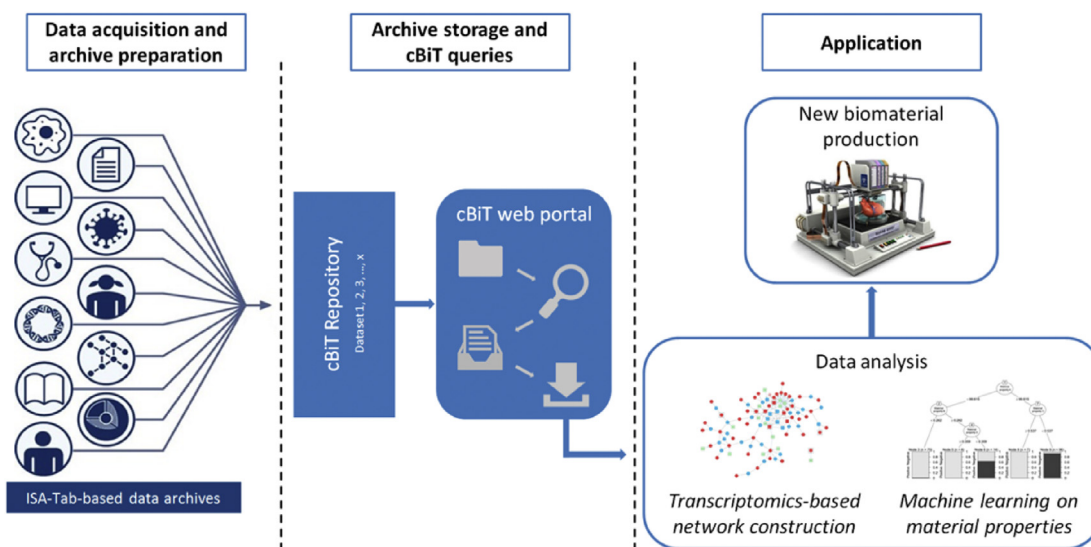 Data acquisition and
archive preparation
Archive storage and
cBiT queries
Application
ISA-Tab-based data archives
cBiT Repository
Dataset 1, 2, 3, ..., x
cBiT web portal
New biomaterial
production
Data analysis
Transcriptomics-based
network construction
Machine learning on
material properties